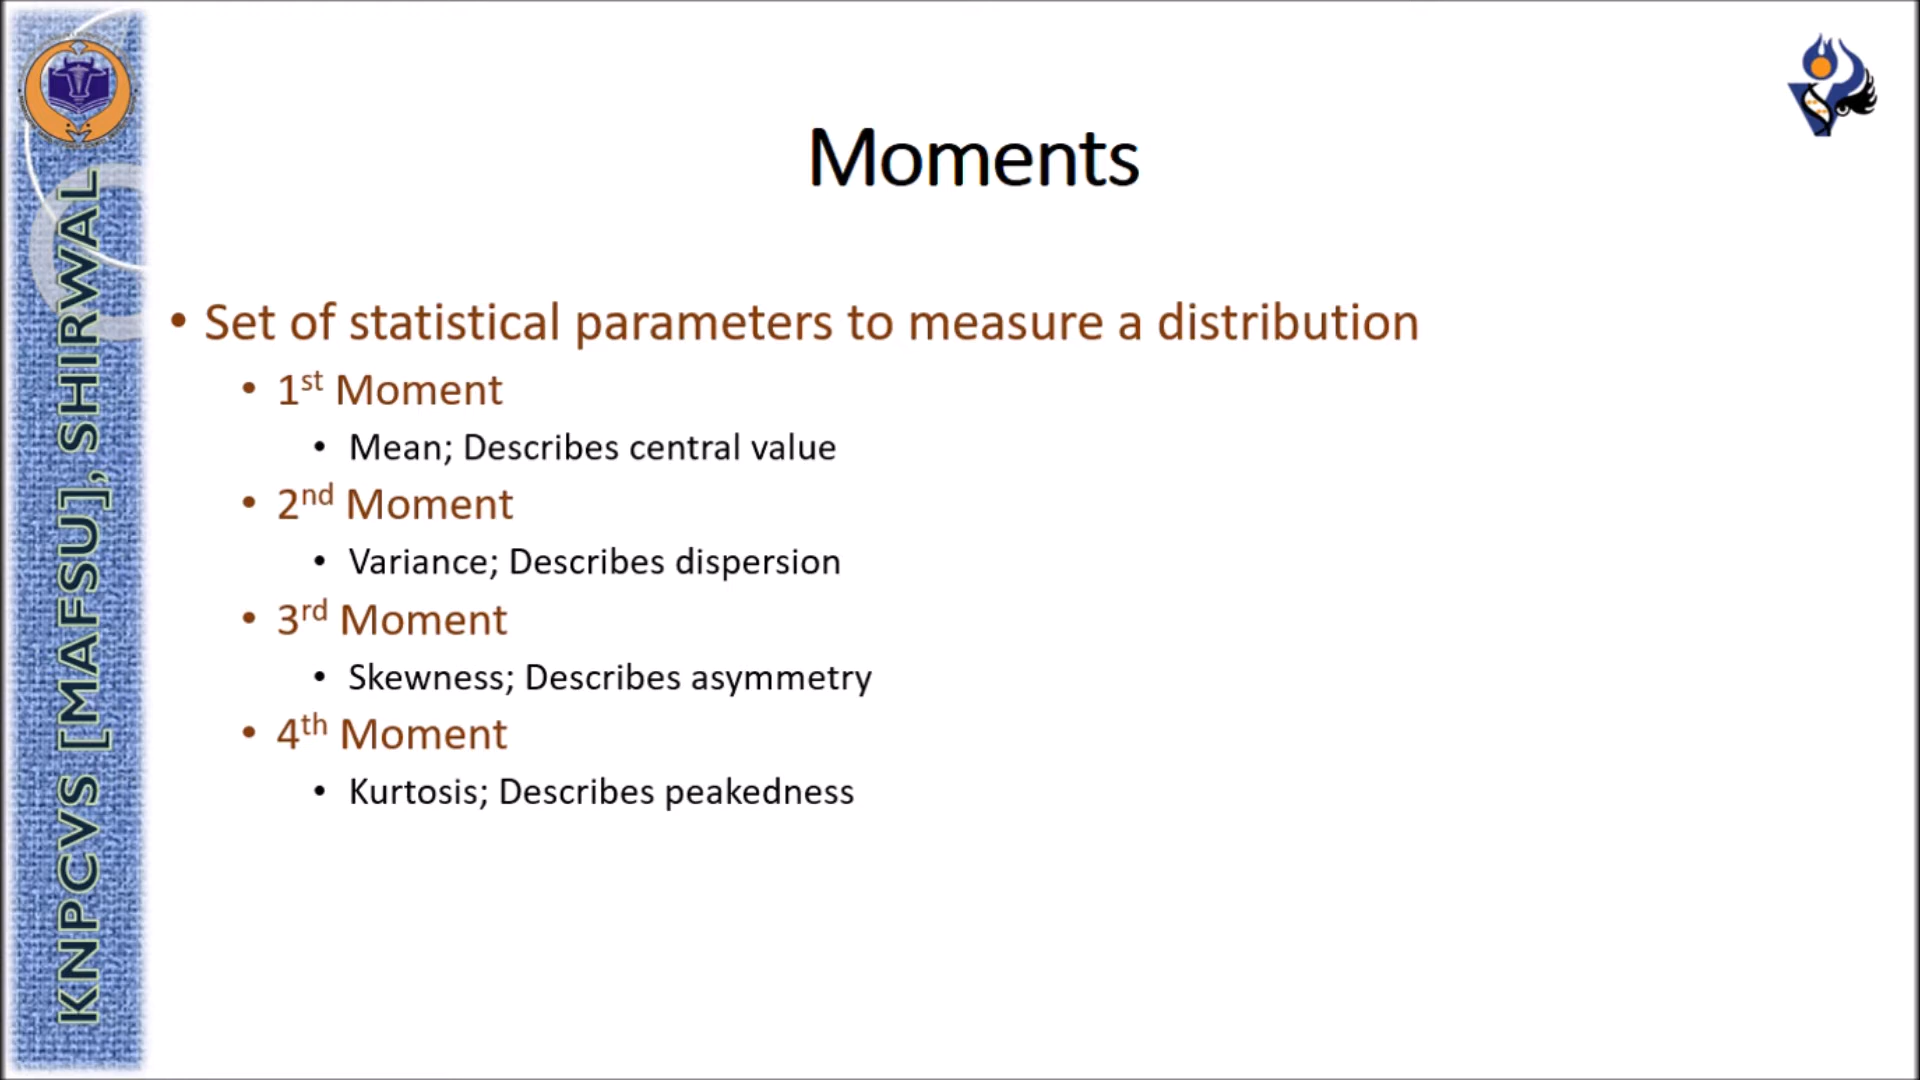 Moments
• Set of statistical parameters to measure a distribution
• 1st Moment
• Mean; Describes central value
• 2nd Moment
• Variance; Describes dispersion
• 3rd Moment
• Skewness; Describes asymmetry
• 4th Moment
• Kurtosis; Describes peakedness
KNPCVS [MAFSU], SHIRWAL